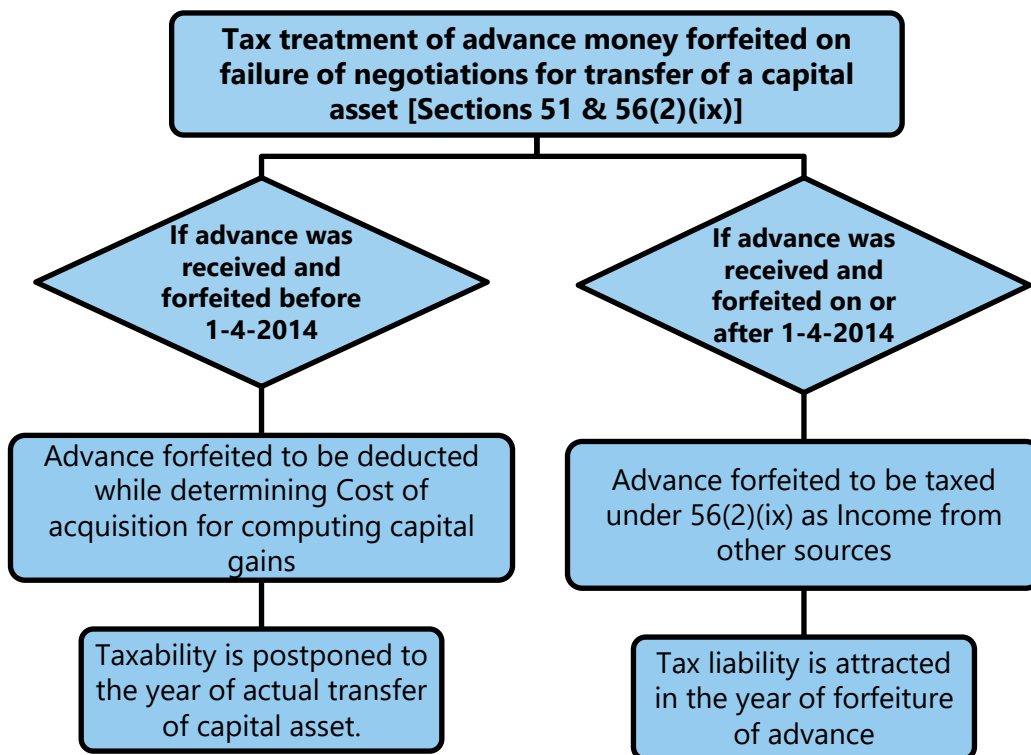 Tax treatment of advance money forfeited on
failure of negotiations for transfer of a capital
asset [Sections 51 & 56(2)(ix)]
If advance was
received and
forfeited before
1-4-2014
If advance was
received and
forfeited on or
after 1-4-2014
Advance forfeited to be deducted
while determining Cost of
acquisition for computing capital
gains
Advance forfeited to be taxed
under 56(2)(ix) as Income from
other sources
Taxability is postponed to
the year of actual transfer
of capital asset.
Tax liability is attracted
in the year of forfeiture
of advance